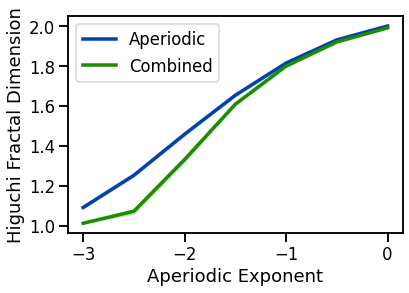 Higuchi Fractal Dimension
2.0
1.8
1.6
1.4
1.2
1.0
Aperiodic
Combined
−3
−2
−1
0
Aperiodic Exponent